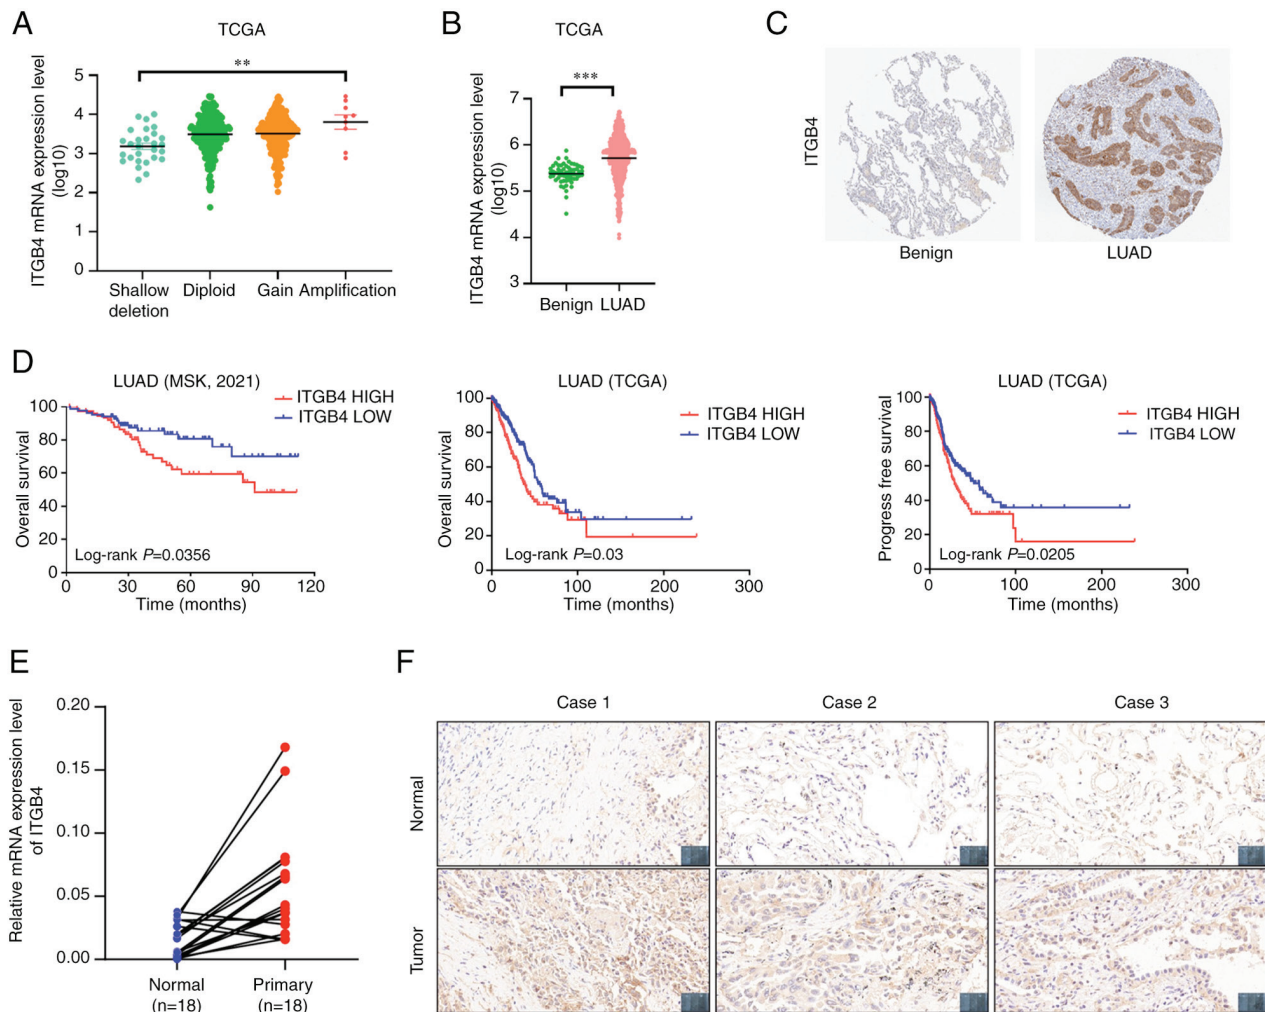 A
TCGA
ITGB4 mRNA expression level
(log10)
**
5
4
3
2
1
0
Shallow
deletion
Diploid
Gain
Amplification
B
TCGA
ITGB4 mRNA expression level
(log10)
***
7
6
5
4
3
Benign
LUAD
C
ITGB4
Benign
LUAD
D
LUAD (MSK, 2021)
ITGB4 HIGH
ITGB4 LOW
Overall survival
100
80
60
40
20
0
Log-rank P=0.0356
0 30 60 90 120
Time (months)
LUAD (TCGA)
ITGB4 HIGH
ITGB4 LOW
Overall survival
100
80
60
40
20
0
Log-rank P=0.03
0 100 200 300
Time (months)
LUAD (TCGA)
ITGB4 HIGH
ITGB4 LOW
Progress free survival
100
80
60
40
20
0
Log-rank P=0.0205
0 100 200 300
Time (months)
E
Relative mRNA expression level
of ITGB4
0.20
0.15
0.10
0.05
0.00
Normal
(n=18)
Primary
(n=18)
F
Case 1
Case 2
Case 3
Normal
Tumor